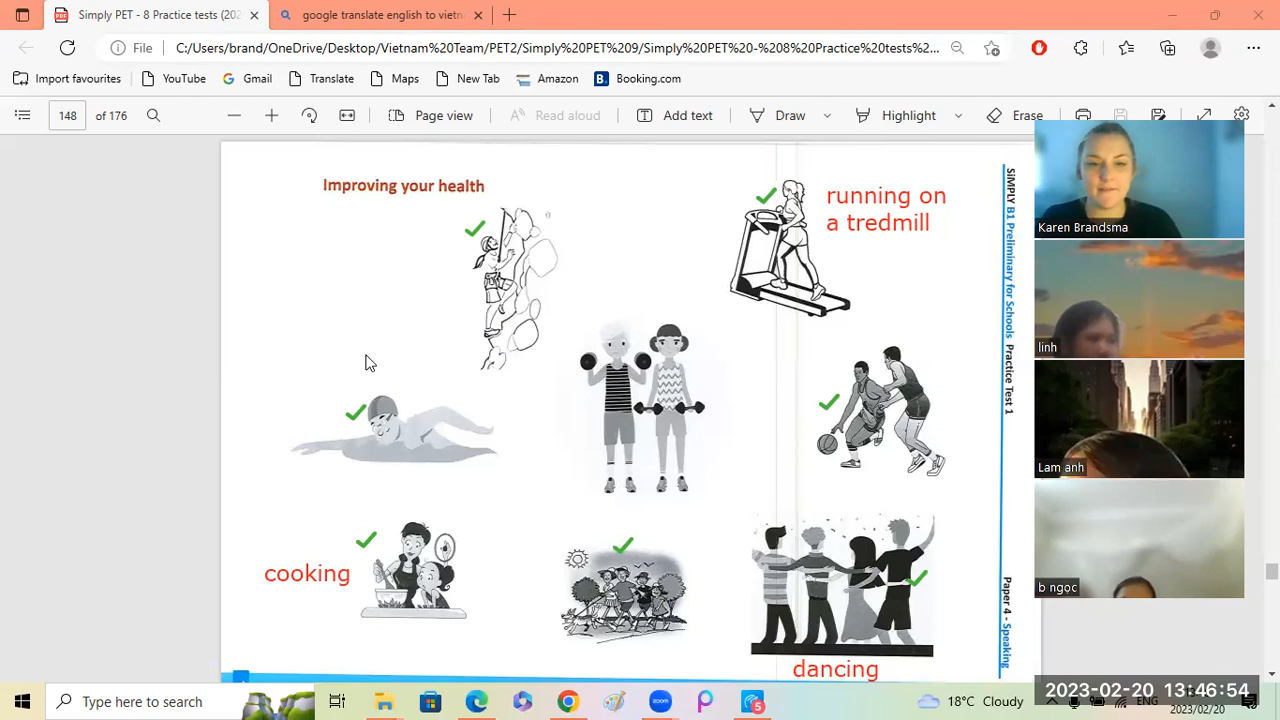 Simply PET - 8 Practice tests (202
google translate english to vietn
File
C:/Users/brand/OneDrive/Desktop/Vietnam%20Team/PET2/Simply%20PET%209/Simply%20PET%20-%208%20Practice%20tests%2...
Import favourites
YouTube
Gmail
Translate
Maps
New Tab
Amazon
B.
Booking.com
148
of 176
Page view
Read aloud
Add text
Draw
Highlight
Erase
Improving your health
running on
a tredmill
cooking
dancing
SiMPLY B1 Preliminary for Schools Practice Test 1
Paper 4 - Speaking
Karen Brandsma
linh
Lam anh
b ngọc
Type here to search
5
18°C Cloudy
ENG
2023-02-20 13:46:54
2023/02/20